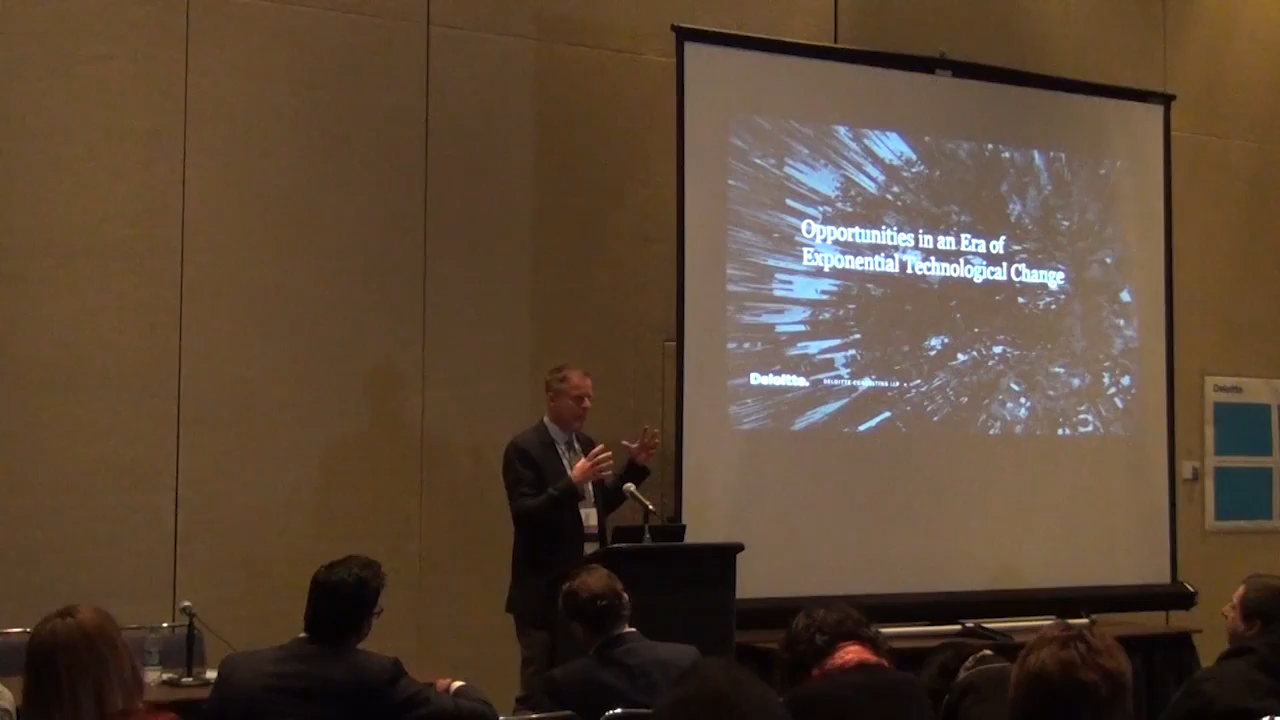 Opportunities in an Era of
Exponential Technological Change
Deloitte. DELOITTE CONSULTING LLP
Deloitte